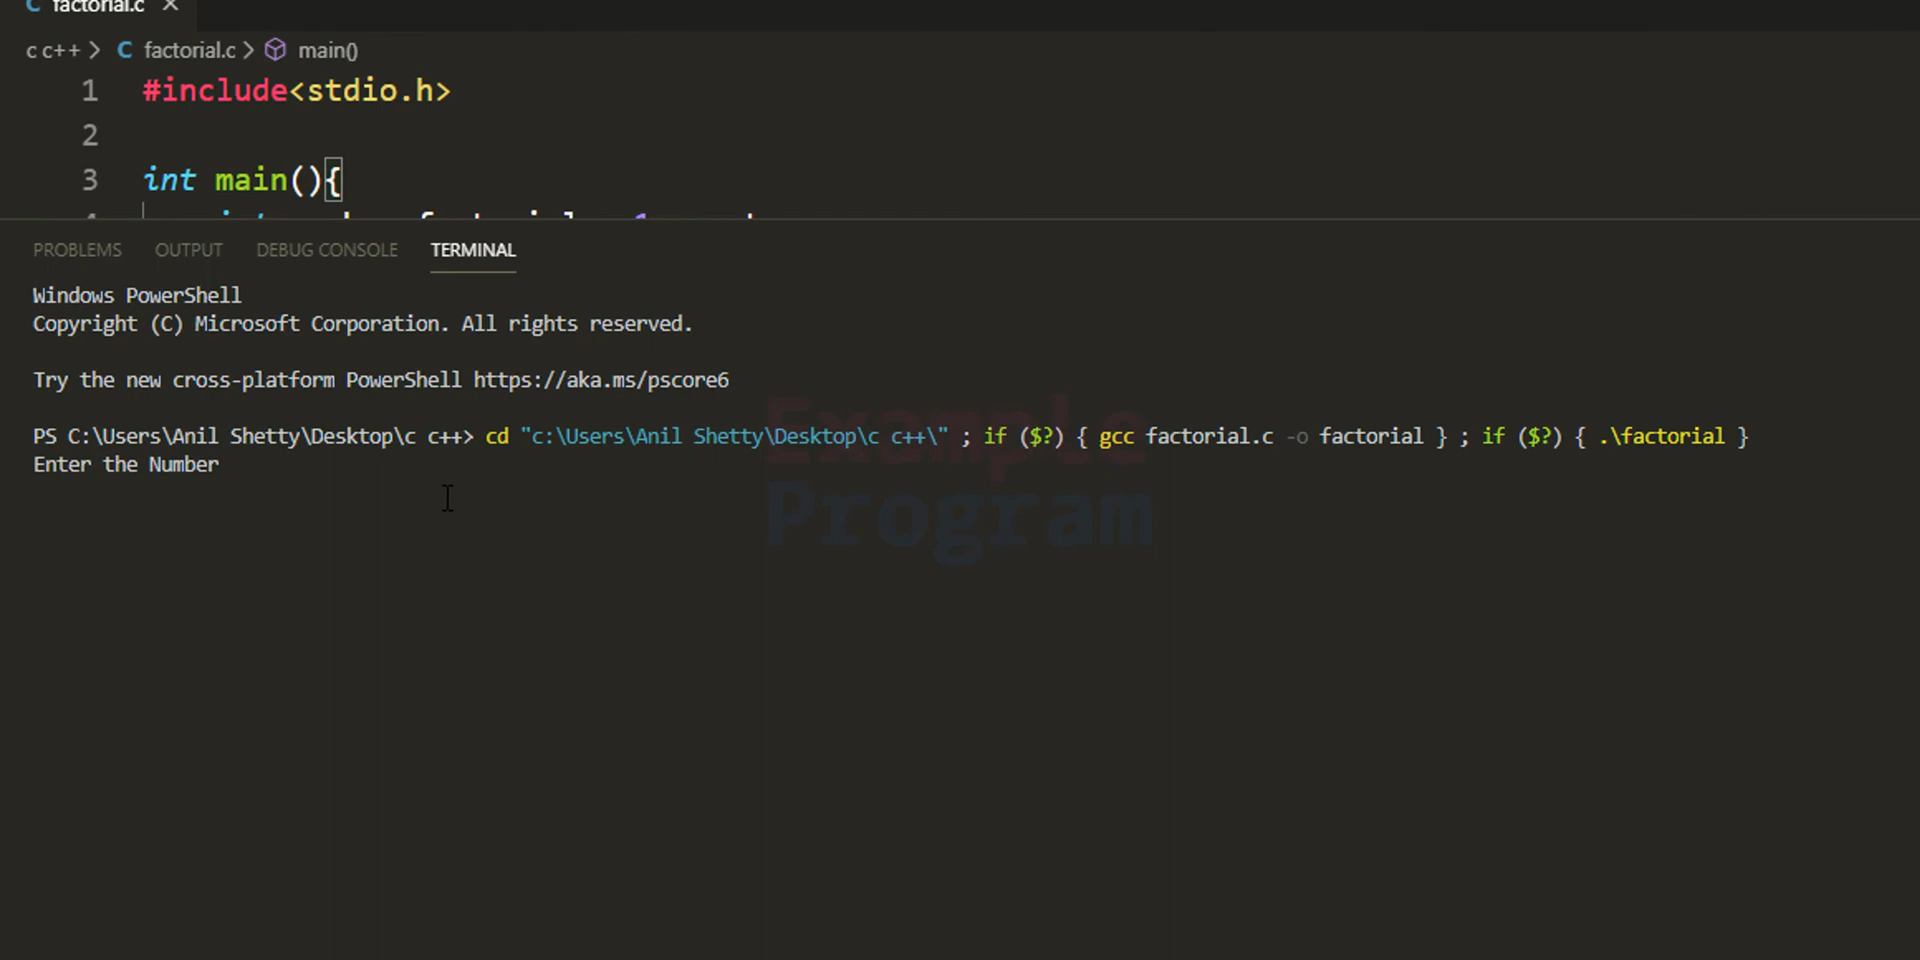 factorial.c
c c++ > C factorial.c > main()
1 #include<stdio.h>
2
3 int main(){
PROBLEMS OUTPUT DEBUG CONSOLE TERMINAL
Windows PowerShell
Copyright (C) Microsoft Corporation. All rights reserved.
Try the new cross-platform PowerShell https://aka.ms/pscore6
PS C:\Users\Anil Shetty\Desktop\c c++> cd "c:\Users\Anil Shetty\Desktop\c c++\" ; if ($?) { gcc factorial.c -o factorial } ; if ($?) { .\factorial }
Enter the Number
Example
Program